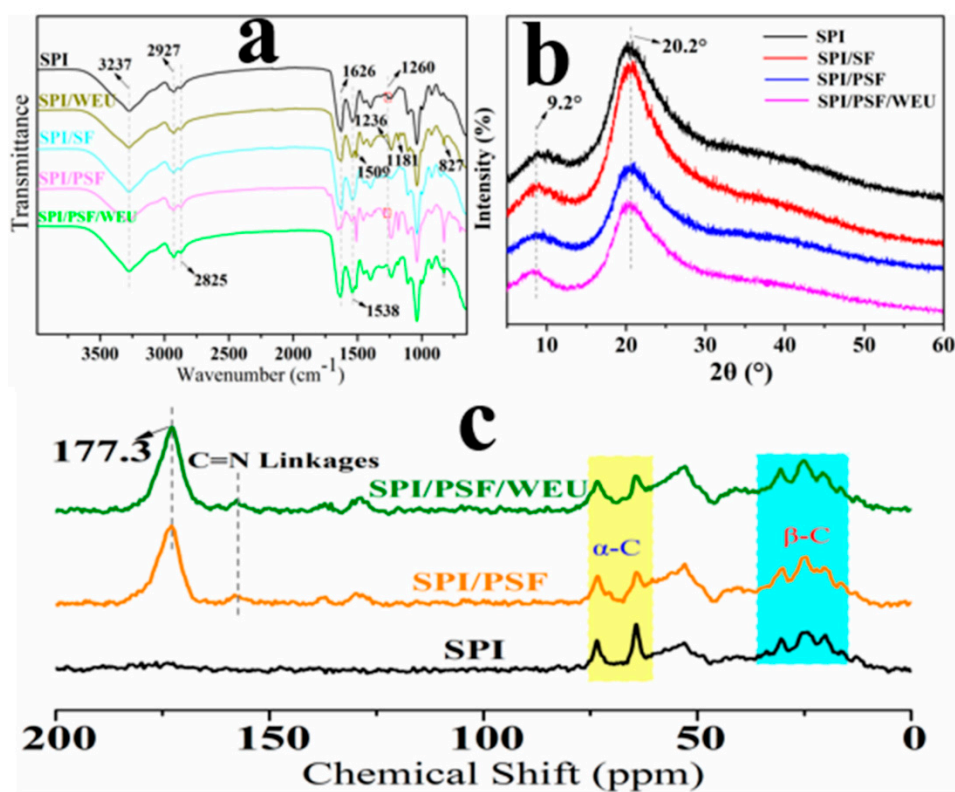 a
SPI
SPI/WEU
SPI/SF
SPI/PSF
SPI/PSF/WEU
3237
2927
2825
1626
1260
1236
1509
1181
827
1538
Transmittance
3500 3000 2000 1500 1000
Wavenumber (cm-1)
b
9.2°
20.2°
SPI
SPI/SF
SPI/PSF
SPI/PSF/WEU
Intensity (%)
10 20 30 40 50 60
2θ (°)
c
177.3
C=N Linkages
SPI/PSF/WEU
α-C
β-C
SPI/PSF
SPI
200 150 100 50 0
Chemical Shift (ppm)